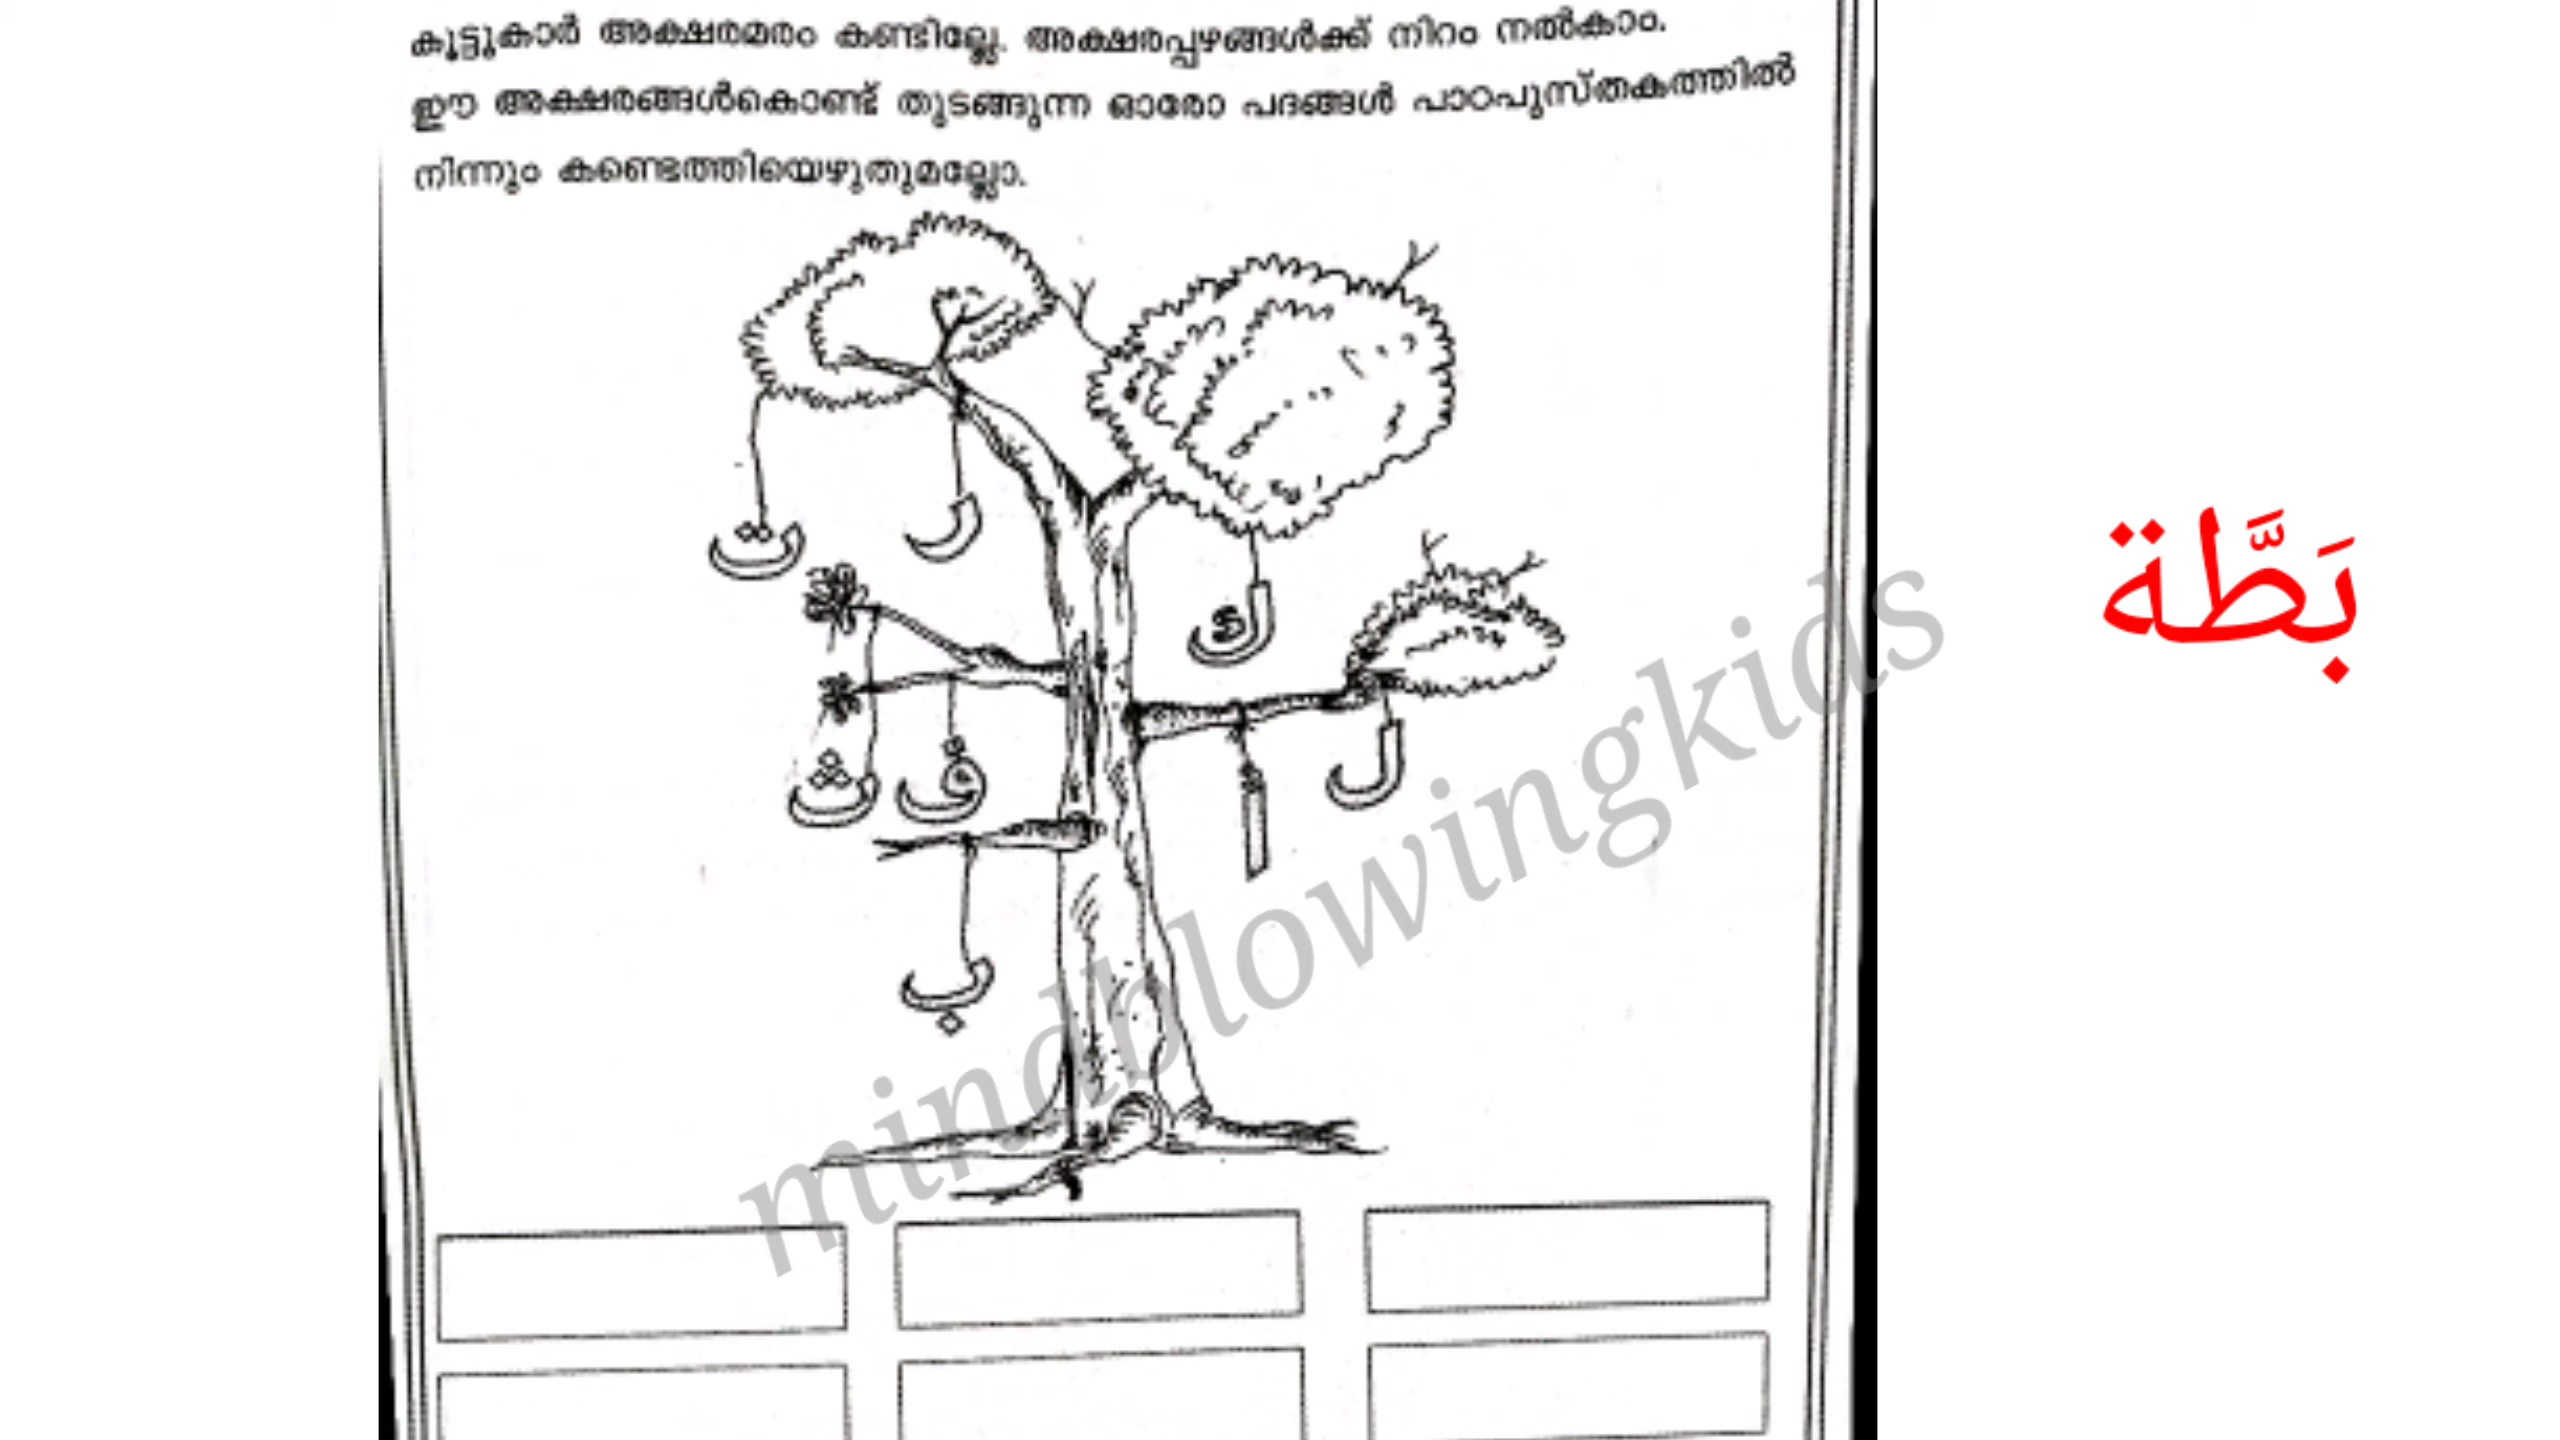 കൂട്ടുകാർ അക്ഷരമരം കണ്ടില്ലേ. അക്ഷരപ്പഴങ്ങൾക്ക് നിറം നൽകാം.
ഈ അക്ഷരങ്ങൾകൊണ്ട് തുടങ്ങുന്ന ഓരോ പദങ്ങൾ പാഠപുസ്തകത്തിൽ
നിന്നും കണ്ടെത്തിയെഴുതുമല്ലോ.
ت
ر
ك
ث
ق
ا
ل
ب
بَطَّة
mindblowingkids